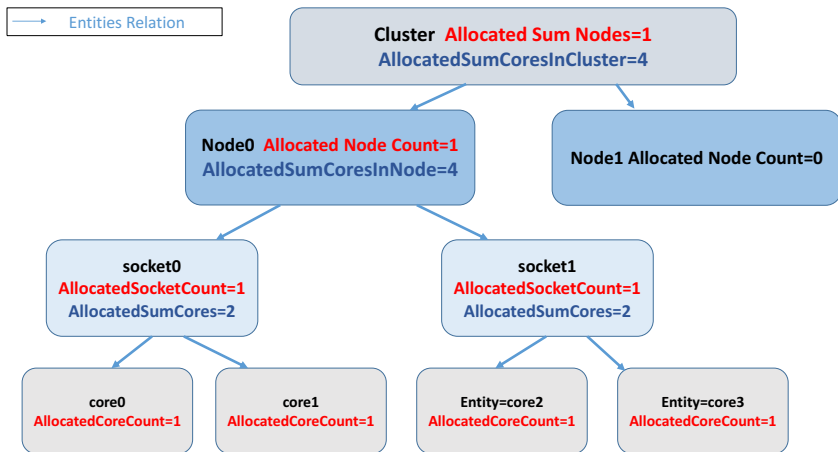 Entities Relation
Cluster Allocated Sum Nodes=1
AllocatedSumCoresInCluster=4
Node0 Allocated Node Count=1
AllocatedSumCoresInNode=4
Node1 Allocated Node Count=0
socket0
AllocatedSocketCount=1
AllocatedSumCores=2
socket1
AllocatedSocketCount=1
AllocatedSumCores=2
core0
AllocatedCoreCount=1
core1
AllocatedCoreCount=1
Entity=core2
AllocatedCoreCount=1
Entity=core3
AllocatedCoreCount=1